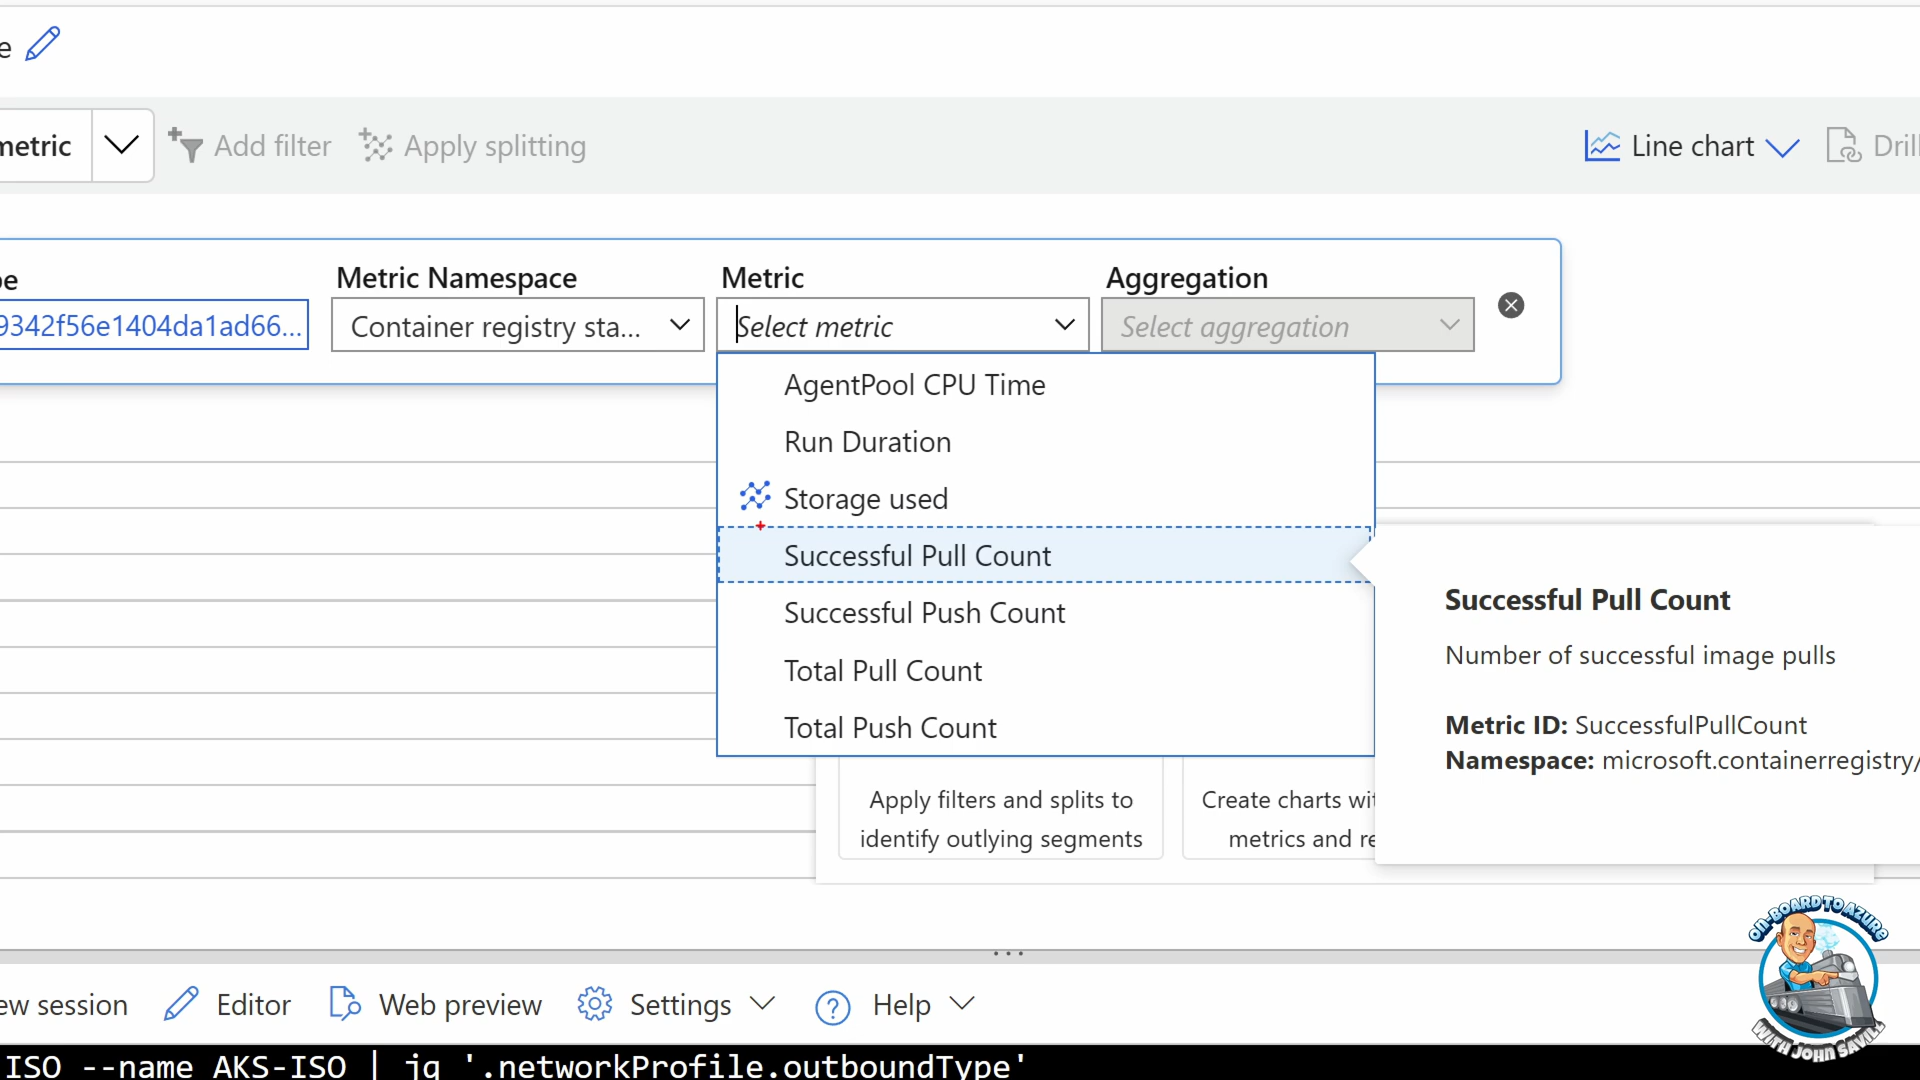 e
metric
Add filter
Apply splitting
Line chart
Drill
pe
Metric Namespace
Metric
Aggregation
9342f56e1404da1ad66...
Container registry sta...
Select metric
Select aggregation
AgentPool CPU Time
Run Duration
Storage used
Successful Pull Count
Successful Push Count
Total Pull Count
Total Push Count
Successful Pull Count
Number of successful image pulls
Metric ID: SuccessfulPullCount
Namespace: microsoft.containerregistry/
Apply filters and splits to
identify outlying segments
Create charts wit
metrics and re
ON-BOARD TO AZURE
WITH JOHN SAVILL
ew session
Editor
Web preview
Settings
Help
ISO --name AKS-ISO | jq '.networkProfile.outboundType'